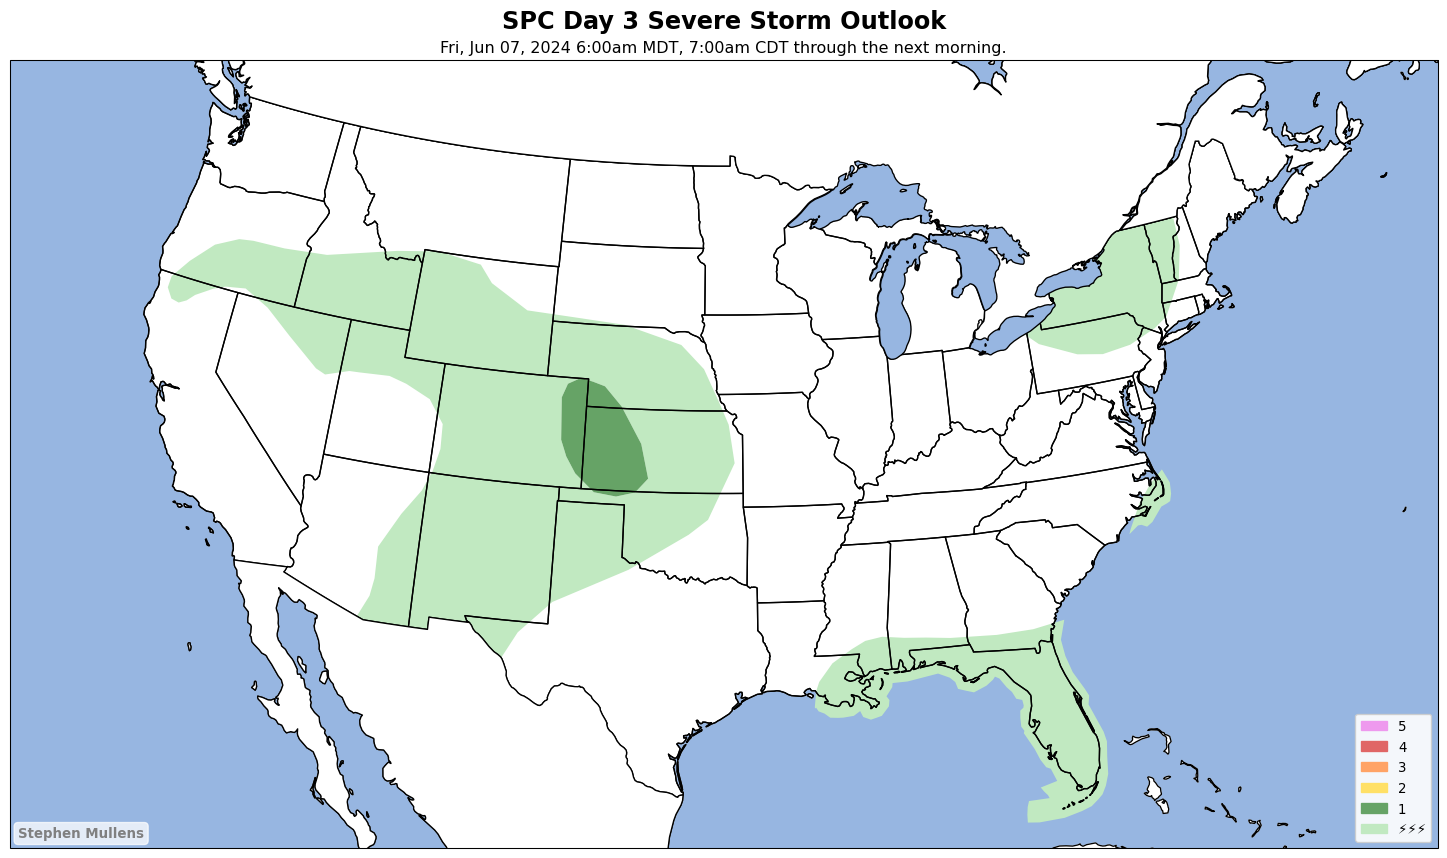 SPC Day 3 Severe Storm Outlook
Fri, Jun 07, 2024 6:00am MDT, 7:00am CDT through the next morning.
5
4
3
2
1
⚡⚡⚡
Stephen Mullens